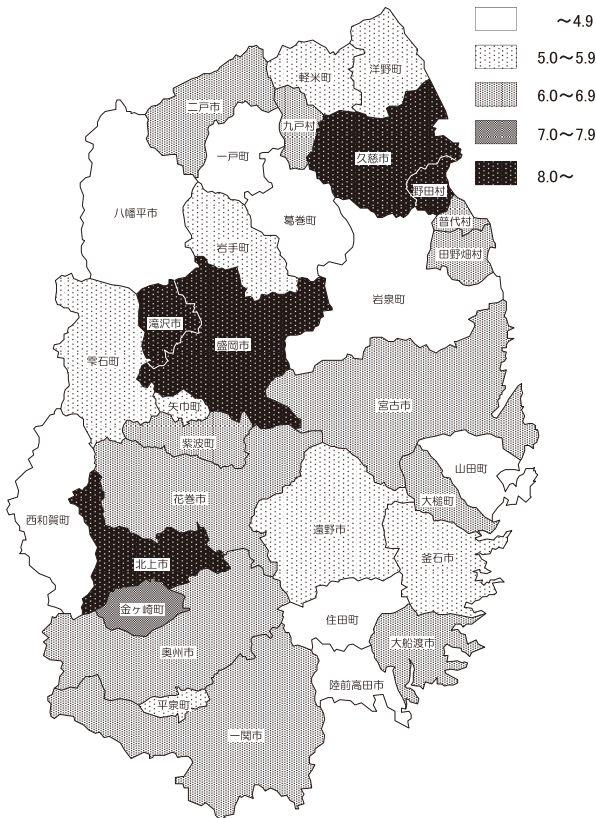 ～4.9
5.0～5.9
6.0～6.9
7.0～7.9
8.0～
洋野町
軽米町
二戸市
九戸村
一戸町
久慈市
野田村
八幡平市
葛巻町
普代村
岩手町
田野畑村
岩泉町
滝沢市
盛岡市
雫石町
矢巾町
宮古市
紫波町
山田町
花巻市
大槌町
西和賀町
遠野市
釜石市
北上市
金ヶ崎町
住田町
大船渡市
奥州市
陸前高田市
平泉町
一関市